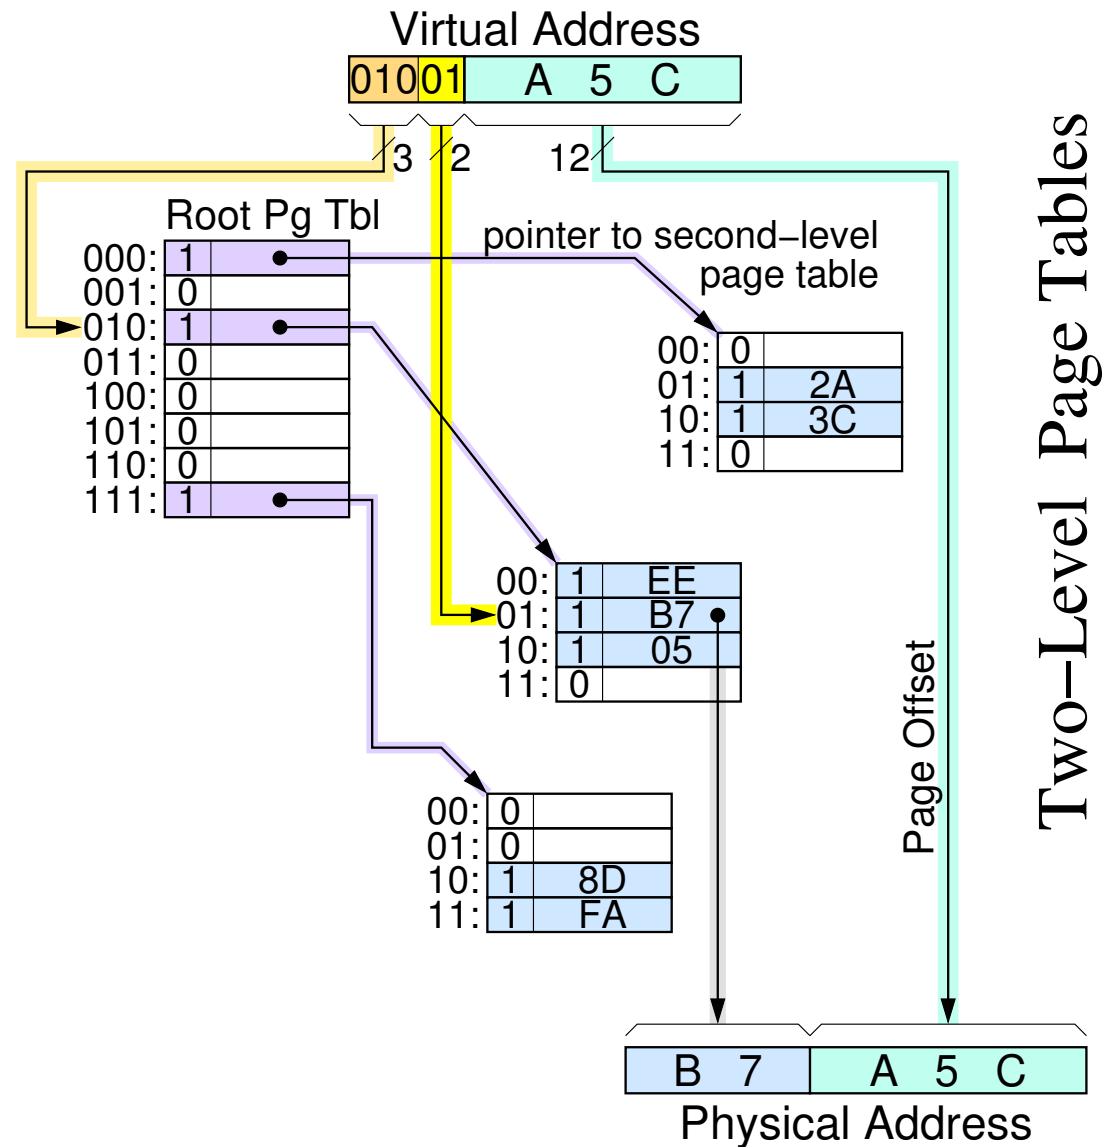 Virtual Address
010 01 A 5 C
3 2 12
Root Pg Tbl
000: 1
001: 0
010: 1
011: 0
100: 0
101: 0
110: 0
111: 1
pointer to second–level
page table
00: 0
01: 1 2A
10: 1 3C
11: 0
00: 1 EE
01: 1 B7
10: 1 05
11: 0
00: 0
01: 0
10: 1 8D
11: 1 FA
Page Offset
Two–Level Page Tables
B 7 A 5 C
Physical Address